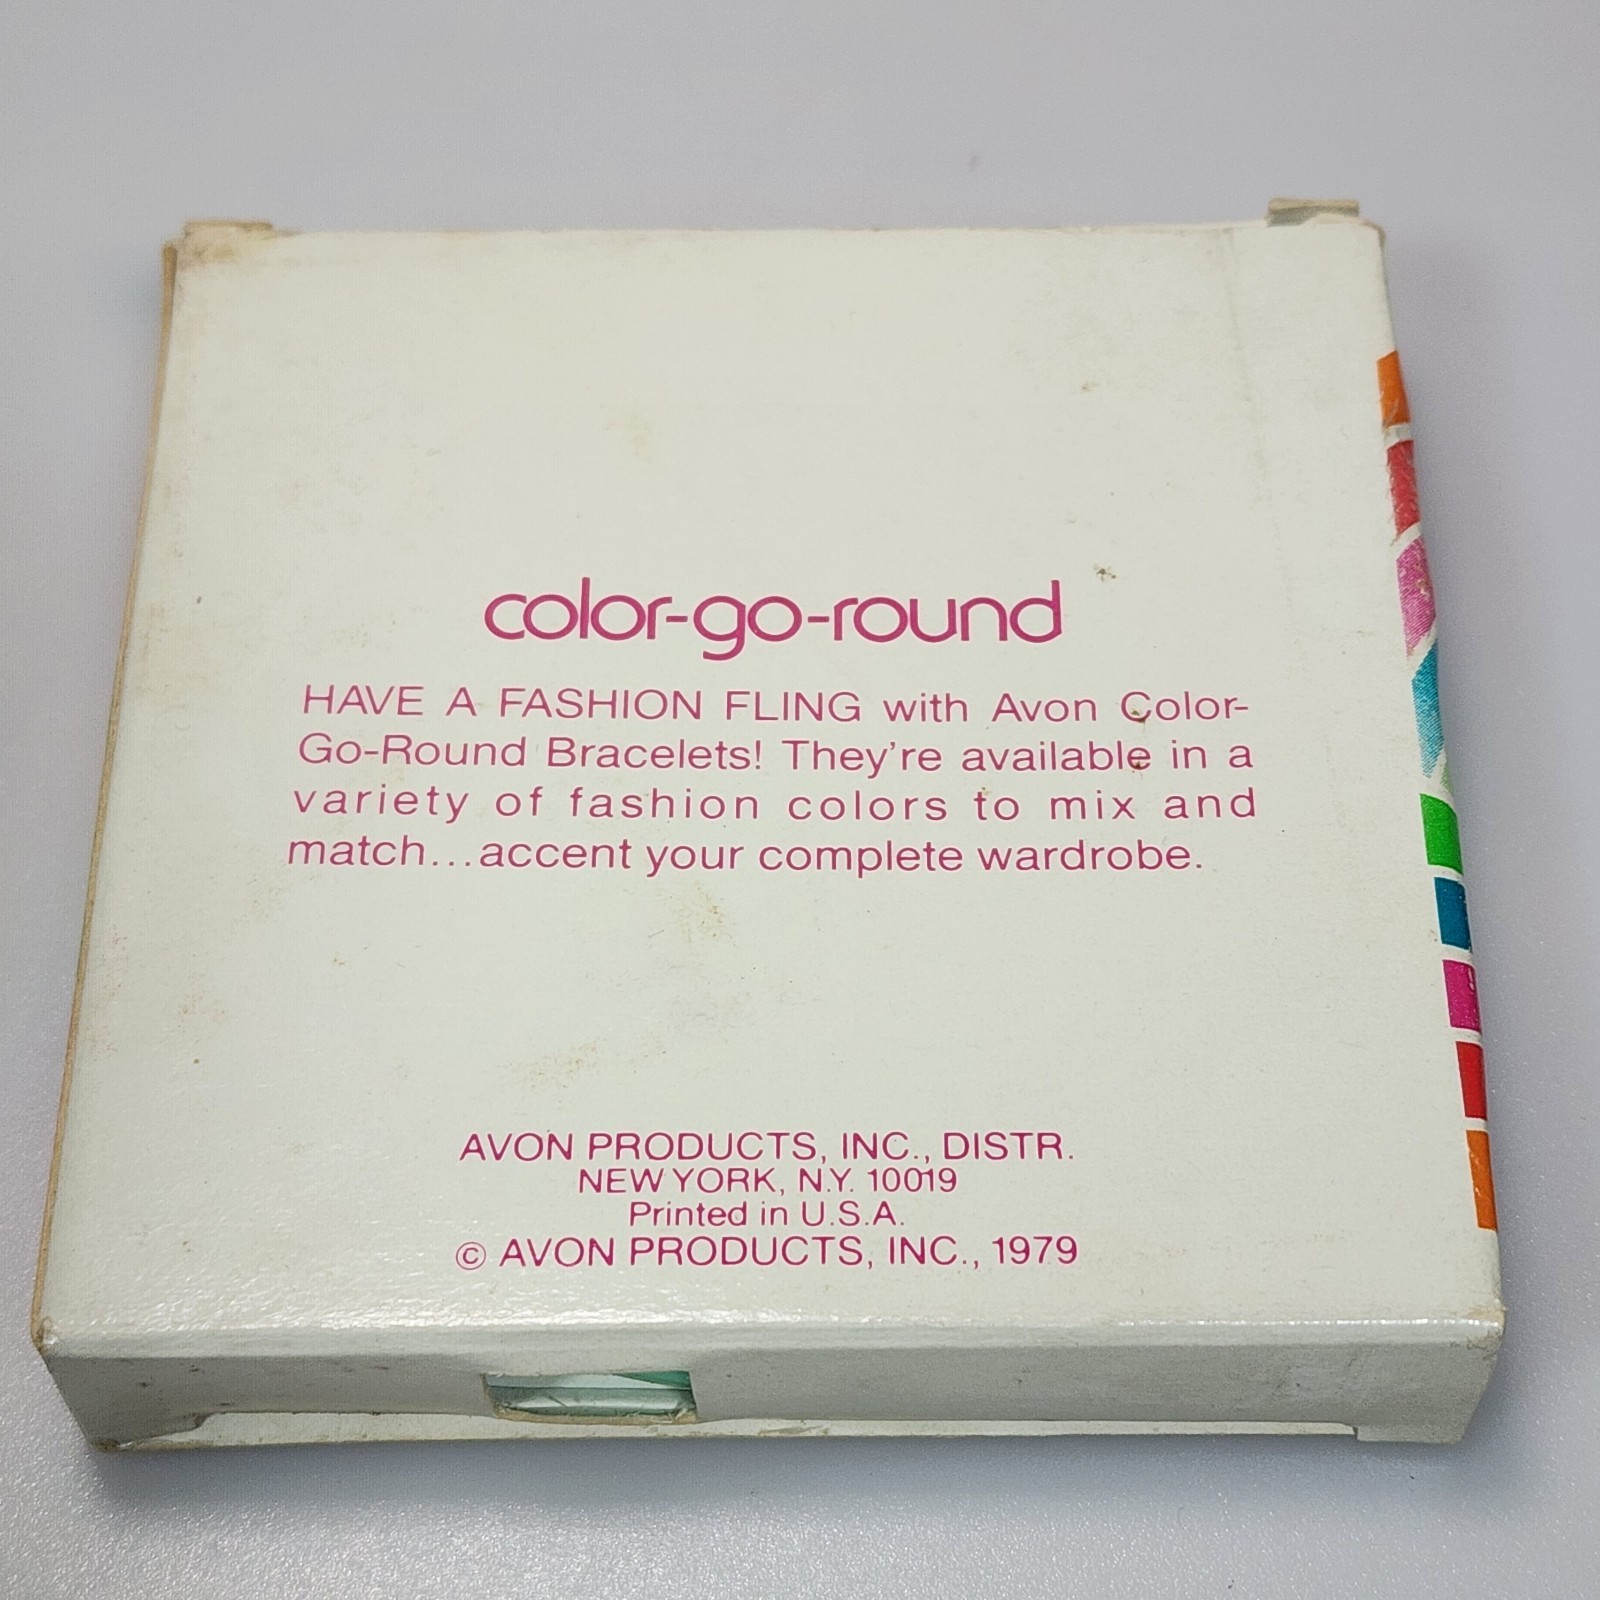 color-go-round
HAVE A FASHION FLING with Avon Color-
Go-Round Bracelets! They're available in a
variety of fashion colors to mix and
match...accent your complete wardrobe.
AVON PRODUCTS, INC., DISTR.
NEW YORK, N.Y. 10019
Printed in U.S.A.
© AVON PRODUCTS, INC., 1979